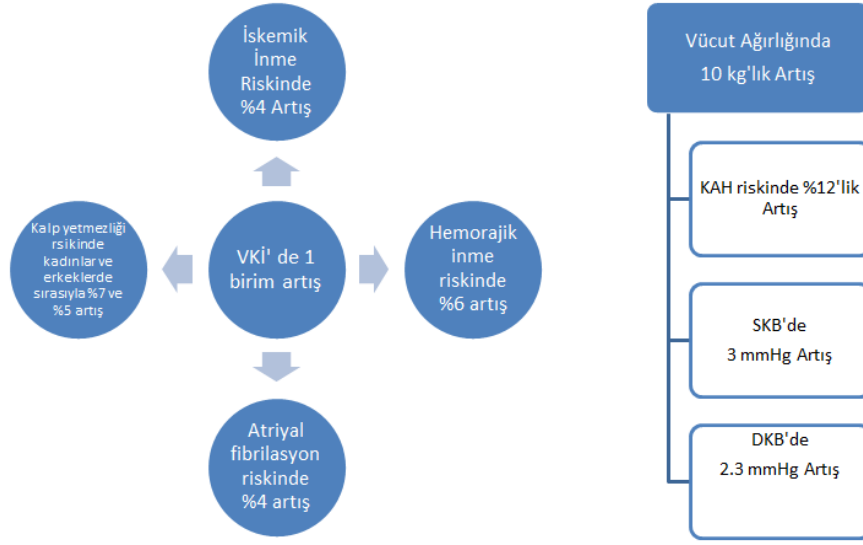 İskemik
İnme
Riskinde
%4 Artış
Kalp yetmezliği
rsikinde
kadınlar ve
erkeklerde
sırasıyla %7 ve
%5 artış
VKİ' de 1
birim artış
Hemorajik
inme
riskinde
%6 artış
Atriyal
fibrilasyon
riskinde
%4 artış
Vücut Ağırlığında
10 kg'lık Artış
KAH riskinde %12'lik
Artış
SKB'de
3 mmHg Artış
DKB'de
2.3 mmHg Artış